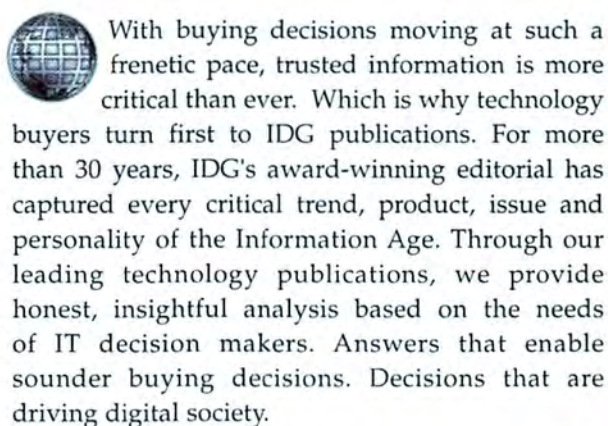 With buying decisions moving at such a
frenetic pace, trusted information is more
critical than ever. Which is why technology
buyers turn first to IDG publications. For more
than 30 years, IDG's award-winning editorial has
captured every critical trend, product, issue and
personality of the Information Age. Through our
leading technology publications, we provide
honest, insightful analysis based on the needs
of IT decision makers. Answers that enable
sounder buying decisions. Decisions that are
driving digital society.